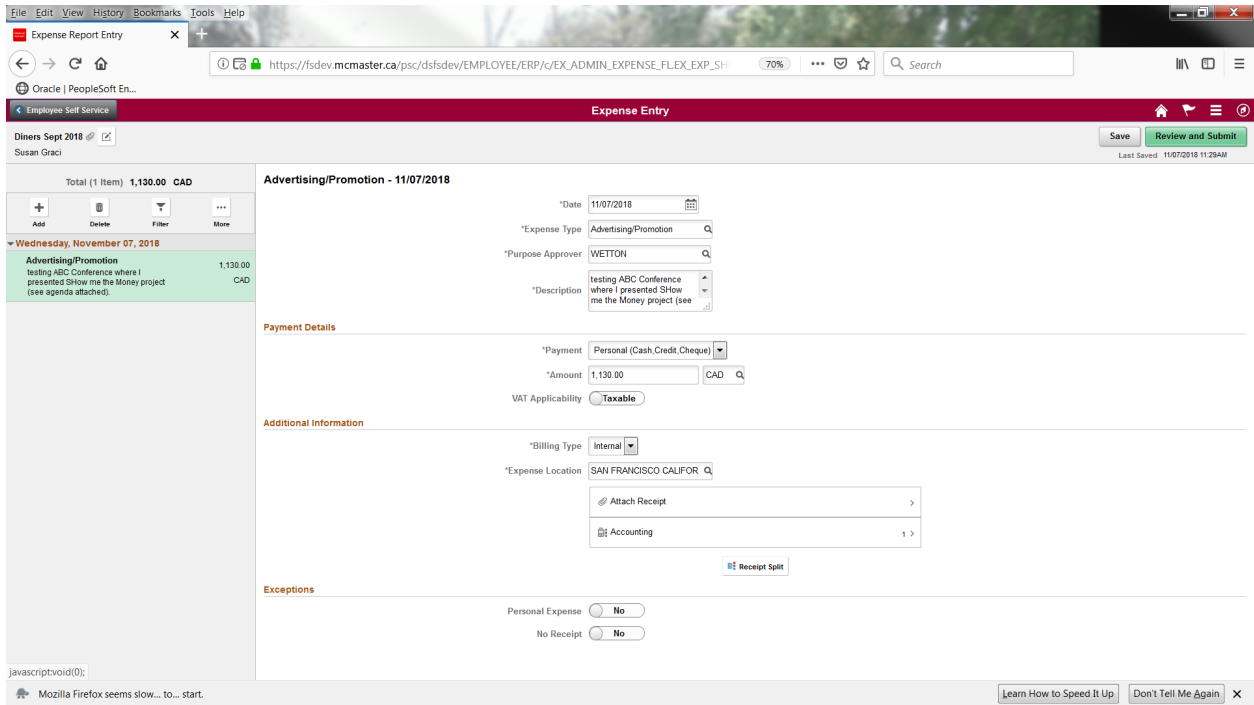 File Edit View History Bookmarks Tools Help
Expense Report Entry
https://fsdev.mcmaster.ca/psc/dsfsdev/EMPLOYEE/ERP/c/EX_ADMIN_EXPENSE_FL.EX_EXP_SH
70%
Search
Oracle | PeopleSoft En...
Employee Self Service
Expense Entry
Diners Sept 2018
Save
Review and Submit
Susan Graci
Last Saved 11/07/2018 11:29AM
Total (1 Item) 1,130.00 CAD
Add Delete Filter More
Wednesday, November 07, 2018
Advertising/Promotion
testing ABC Conference where I
presented SHow me the Money project
(see agenda attached).
1,130.00
CAD
Advertising/Promotion - 11/07/2018
*Date 11/07/2018
*Expense Type Advertising/Promotion
*Purpose Approver WETTON
*Description
testing ABC Conference
where I presented SHow
me the Money project (see
Payment Details
*Payment Personal (Cash,Credit,Cheque)
*Amount 1,130.00 CAD
VAT Applicability Taxable
Additional Information
*Billing Type Internal
*Expense Location SAN FRANCISCO CALIFOR
Attach Receipt
Accounting 1
Receipt Split
Exceptions
Personal Expense No
No Receipt No
javascript:void(0);
Mozilla Firefox seems slow... to... start.
Learn How to Speed It Up
Don't Tell Me Again